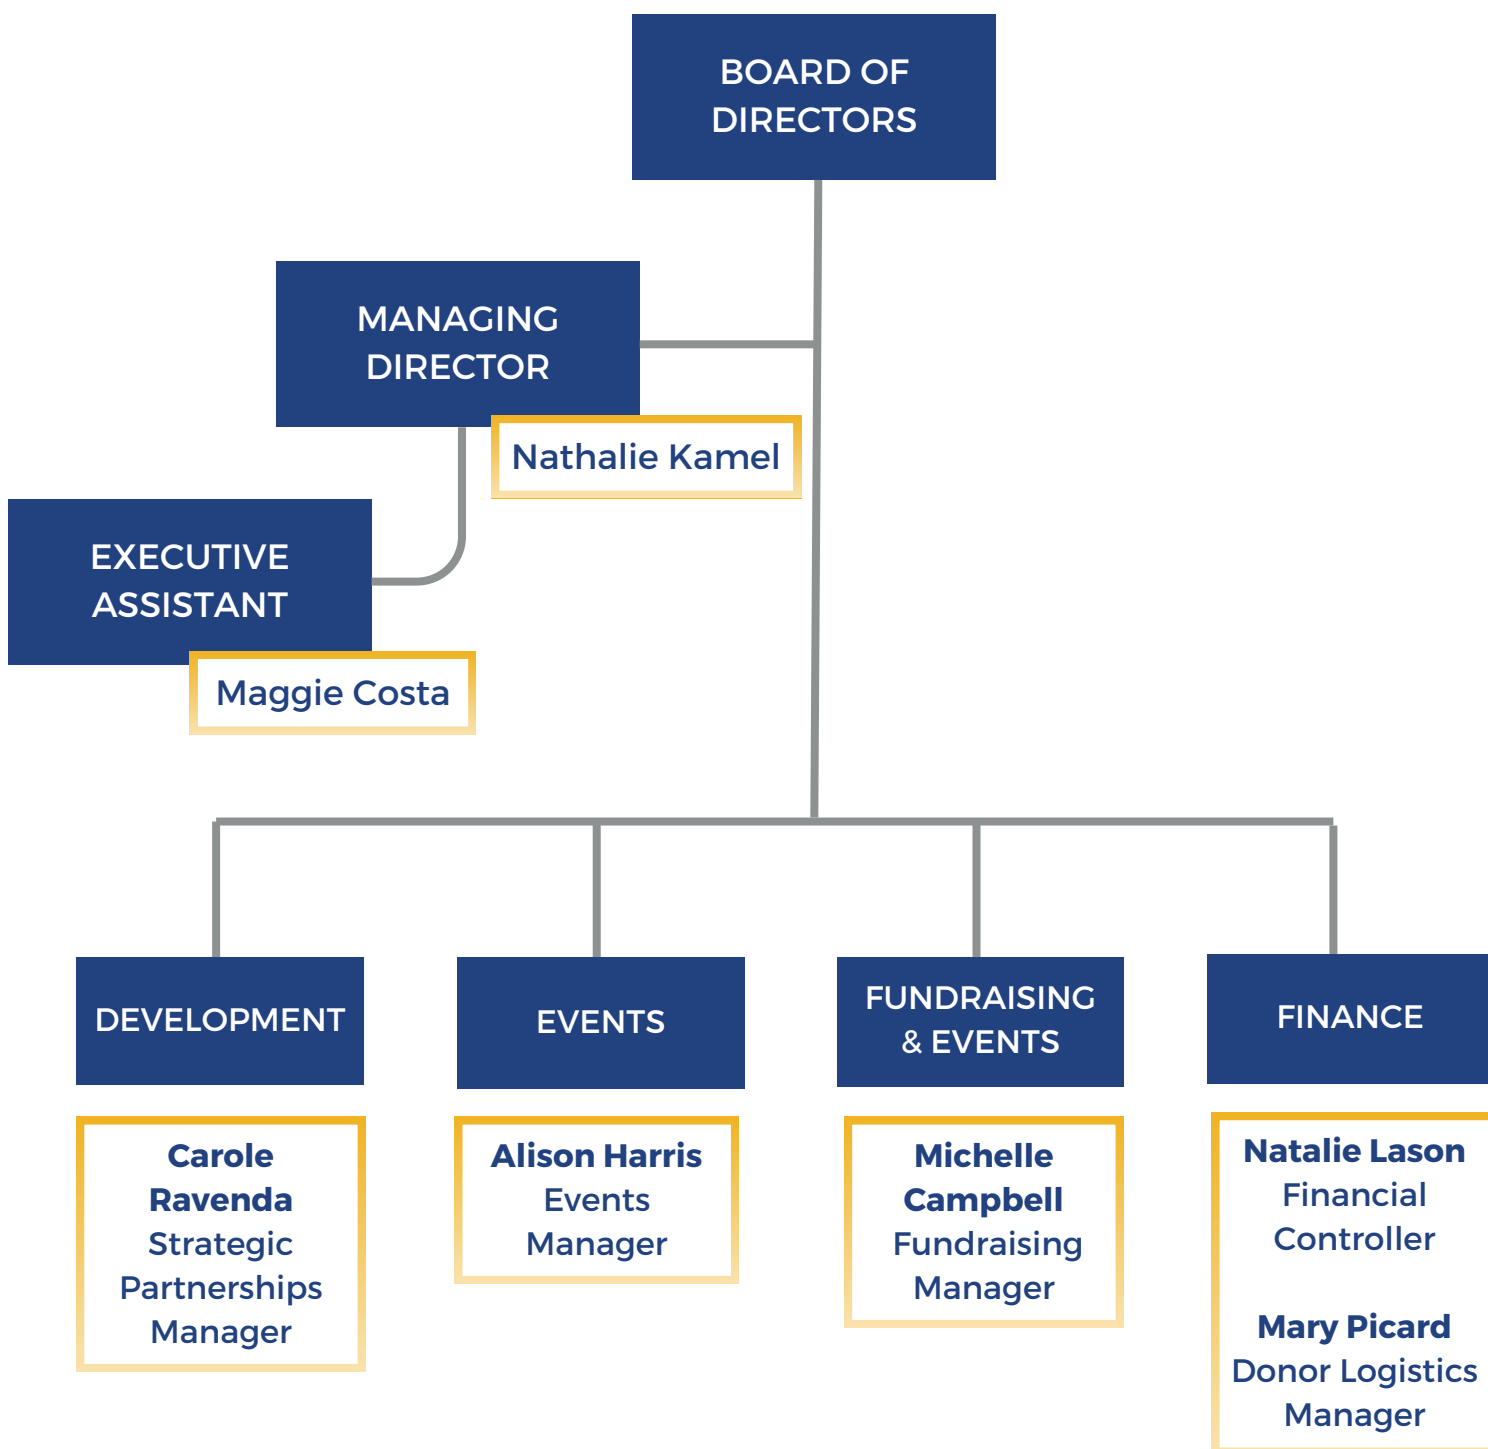 BOARD OF
DIRECTORS
MANAGING
DIRECTOR
Nathalie Kamel
EXECUTIVE
ASSISTANT
Maggie Costa
DEVELOPMENT
Carole
Ravenda
Strategic
Partnerships
Manager
EVENTS
Alison Harris
Events
Manager
FUNDRAISING
& EVENTS
Michelle
Campbell
Fundraising
Manager
FINANCE
Natalie Lason
Financial
Controller
Mary Picard
Donor Logistics
Manager